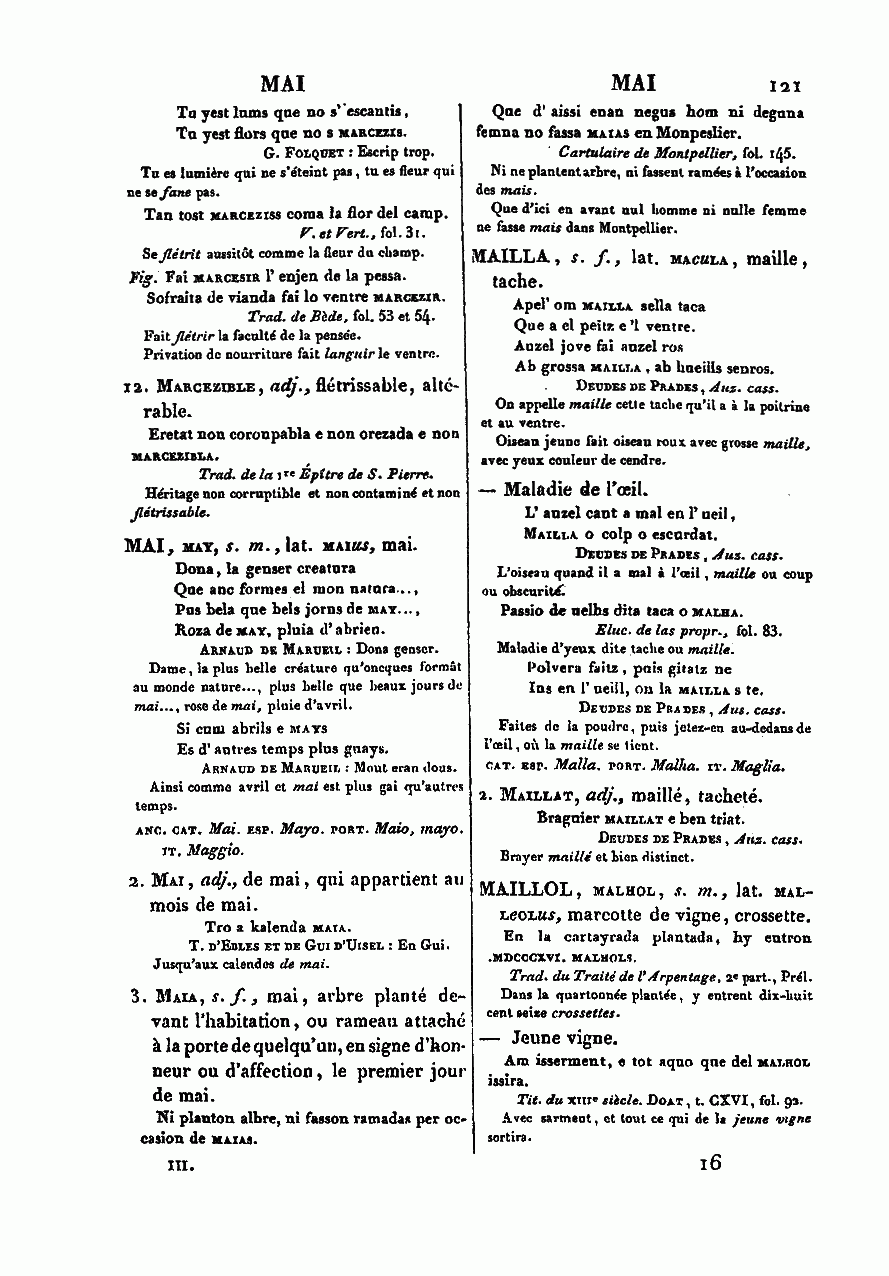 MAI
MAI
121
Tu yest lums que no s' escantis,
Tu yest flors que no s MARCEZIS.
G. FOLQUET : Escrip trop.
Tu es lumière qui ne s'éteint pas, tu es fleur qui
ne se fane pas.
Tan tost MARCEZISS coma la flor del camp.
V. et Vert., fol. 31.
Se flétrit aussitôt comme la fleur du champ.
Fig. Fai MARCESIR l' enjen de la pessa.
Sofraita de vianda fai lo ventre MARCEZIR.
Trad. de Bède, fol. 53 et 54.
Fait flétrir la faculté de la pensée.
Privation de nourriture fait languir le ventre.
12. MARCEZIBLE, adj., flétrissable, alté-
rable.
Eretat non coronpabla e non orezada e non
MARCEZIBLA.
Trad. de la 1re Épître de S. Pierre.
Héritage non corruptible et non contaminé et non
flétrissable.
MAI, MAY, s. m., lat. MAIUS, mai.
Dona, la genser creatura
Que anc formes el mon natura...,
Pus bela que bels jorns de MAY...,
Roza de MAY, pluia d' abrien.
ARNAUD DE MARUEIL : Dona genser.
Dame, la plus belle créature qu'oncques formât
au monde nature..., plus belle que beaux jours de
mai..., rose de mai, pluie d'avril.
Si cum abrils e MAYS
Es d' autres temps plus guays.
ARNAUD DE MARUEIL : Mout eran dous.
Ainsi comme avril et mai est plus gai qu'autres
temps.
ANC. CAT. Mai. ESP. Mayo. PORT. Maio, mayo.
IT. Maggio.
2. MAI, adj., de mai, qui appartient au
mois de mai.
Tro a kalenda MAIA.
T. D'EBLES ET DE GUI D'UISEL : En Gui.
Jusqu'aux calendes de mai.
3. MAIA, s. f., mai, arbre planté de-
vant l'habitation, ou rameau attaché
à la porte de quelqu'un, en signe d'hon-
neur ou d'affection, le premier jour
de mai.
Ni planton albre, ni fasson ramadas per oc-
casion de MAIAS.
III.
Que d' aissi enan negus hom ni deguna
femna no fassa MAIAS en Monpeslier.
Cartulaire de Montpellier, fol. 145.
Ni ne plantent arbre, ni fassent ramées à l'occasion
des mais.
Que d'ici en avant nul homme ni nulle femme
ne fasse mais dans Montpellier.
MAILLA, s. f., lat. MACULA, maille,
tache.
Apel' om MAILLA sella taca
Que a el peitz e 'l ventre.
Auzel jove fai auzel ros
Ab grossa MAILLA, ab hueills senros.
DEUDES DE PRADES, Auz. cass.
On appelle maille cette tache qu'il a à la poitrine
et au ventre.
Oiseau jeune fait oiseau roux avec grosse maille,
avec yeux couleur de cendre.
— Maladie de l'œil.
L' auzel cant a mal en l' ueil,
MAILLA o colp o escurdat.
DEUDES DE PRADES, Aus. cass.
L'oiseau quand il a mal à l'œil, maille ou coup
ou obscurité.
Passio de uelhs dita taca o MALHA.
Eluc. de las propr., fol. 83.
Maladie d'yeux dite tache ou maille.
Polvera faitz, puis gitatz ne
Ins en l' ueill, on la MAILLA s te.
DEUDES DE PRADES, Aus. cass.
Faites de la poudre, puis jetez-en au-dedans de
l'œil, où la maille se tient.
CAT. ESP. Malla. PORT. Malha. IT. Maglia.
2. MAILLAT, adj., maillé, tacheté.
Braguier MAILLAT e ben triat.
DEUDES DE PRADES, Auz. cass.
Brayer maillé et bien distinct.
MAILLOL, MALHOL, s. m., lat. MAL-
LEOLUS, marcotte de vigne, crossette.
En la cartayrada plantada, hy entron
.MDCCCXVI. MALHOLS.
Trad. du Traité de l'Arpentage, 2e part., Prél.
Dans la quartonnée plantée, y entrent dix-huit
cent seize crossettes.
— Jeune vigne.
Am isserment, e tot aquo que del MALHOL
issira.
Tit. du XIIIe siècle. DOAT, t. CXVI, fol. 92.
Avec sarment, et tout ce qui de la jeune vigne
sortira.
16